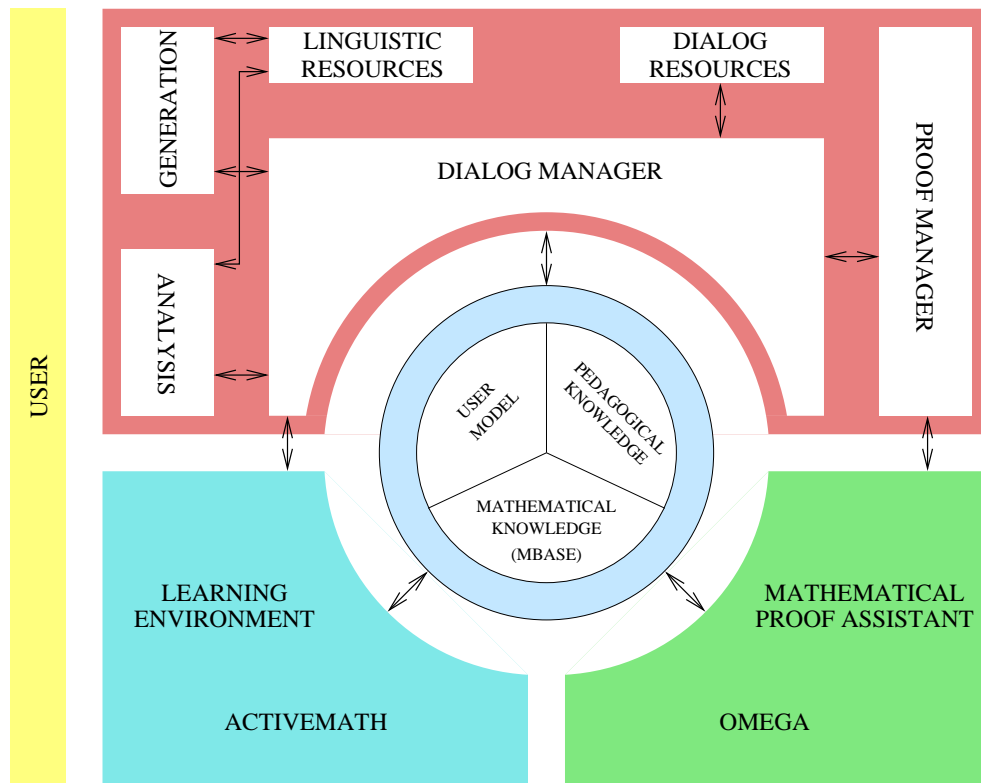 USER
GENERATION
LINGUISTIC
RESOURCES
DIALOG
RESOURCES
PROOF MANAGER
DIALOG MANAGER
ANALYSIS
USER
MODEL
PEDAGOGICAL
KNOWLEDGE
MATHEMATICAL
KNOWLEDGE
(MBASE)
LEARNING
ENVIRONMENT
ACTIVEMATH
MATHEMATICAL
PROOF ASSISTANT
OMEGA